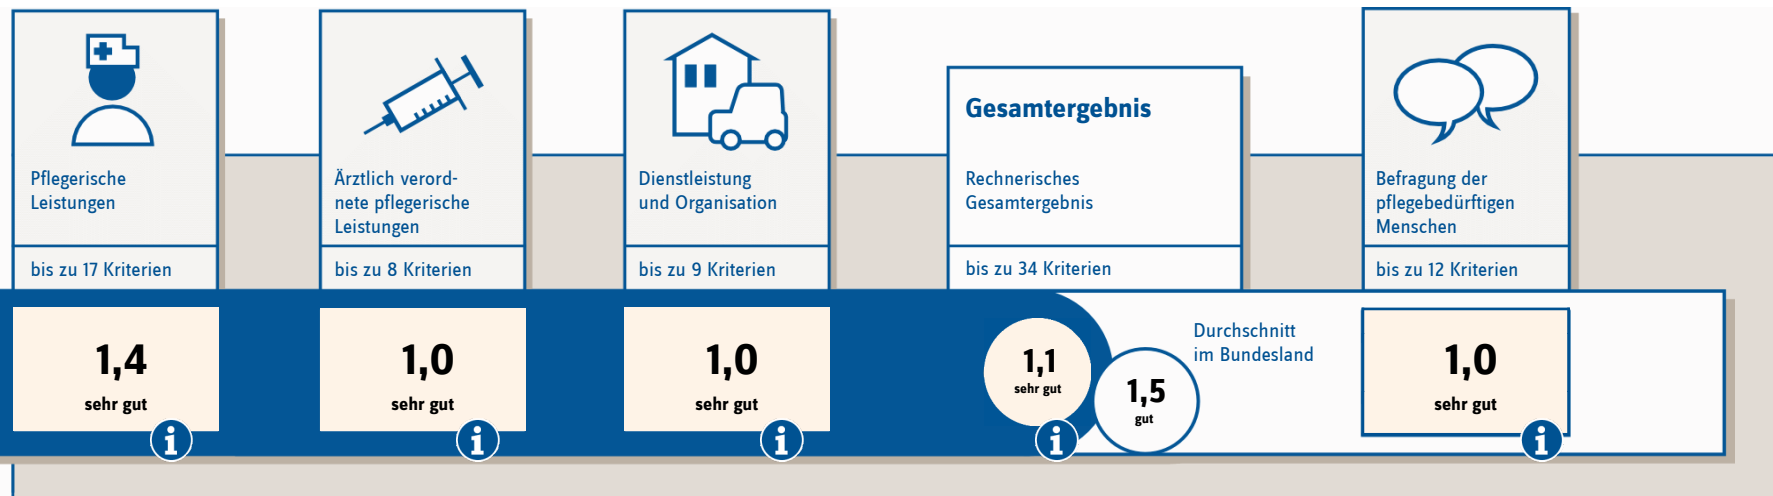 Pflegerische
Leistungen
bis zu 17 Kriterien
1,4
sehr gut
i
Ärztlich verord-
nete pflegerische
Leistungen
bis zu 8 Kriterien
1,0
sehr gut
i
Dienstleistung
und Organisation
bis zu 9 Kriterien
1,0
sehr gut
i
Gesamtergebnis
Rechnerisches
Gesamtergebnis
bis zu 34 Kriterien
1,1
sehr gut
i
1,5
gut
Durchschnitt
im Bundesland
Befragung der
pflegebedürftigen
Menschen
bis zu 12 Kriterien
1,0
sehr gut
i